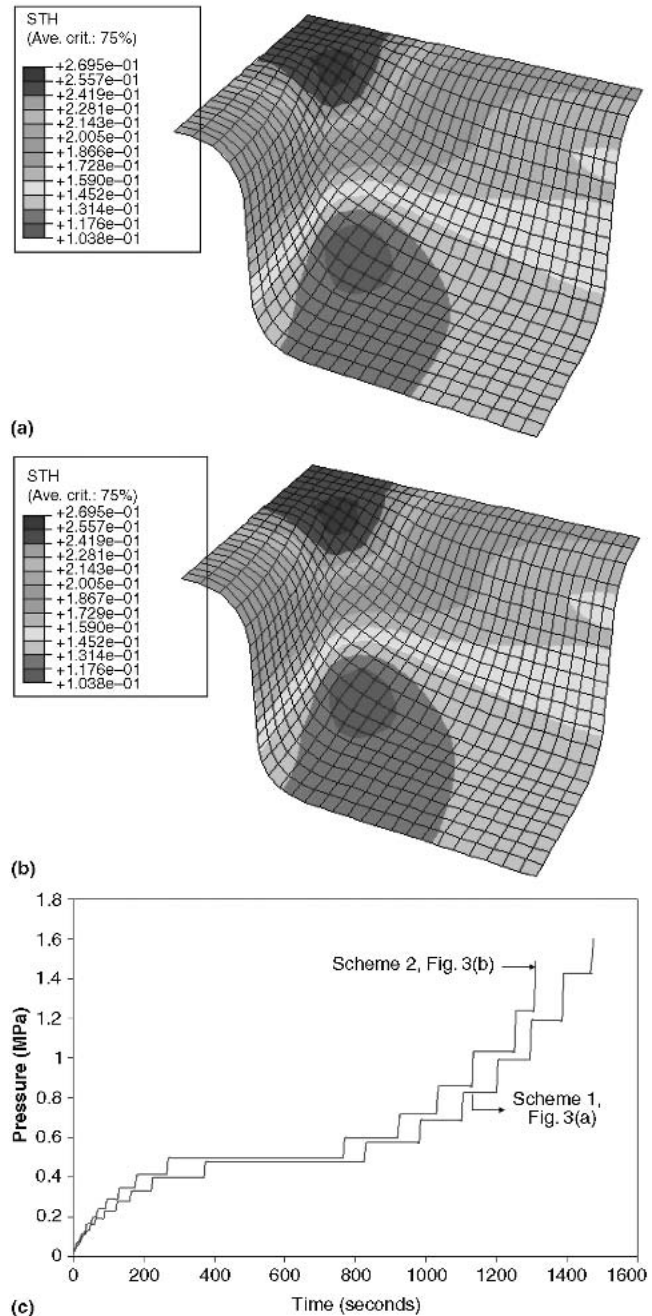 STH
(Ave. crit.: 75%)
+2.695e–01
+2.557e–01
+2.419e–01
+2.281e–01
+2.143e–01
+2.005e–01
+1.866e–01
+1.728e–01
+1.590e–01
+1.452e–01
+1.314e–01
+1.176e–01
+1.038e–01
(a)
STH
(Ave. crit.: 75%)
+2.695e–01
+2.557e–01
+2.419e–01
+2.281e–01
+2.143e–01
+2.005e–01
+1.867e–01
+1.729e–01
+1.590e–01
+1.452e–01
+1.314e–01
+1.176e–01
+1.038e–01
(b)
1.8
1.6
1.4
1.2
1
0.8
0.6
0.4
0.2
0
Pressure (MPa)
Scheme 2, Fig. 3(b)
Scheme 1,
Fig. 3(a)
0 200 400 600 800 1000 1200 1400 1600
Time (seconds)
(c)